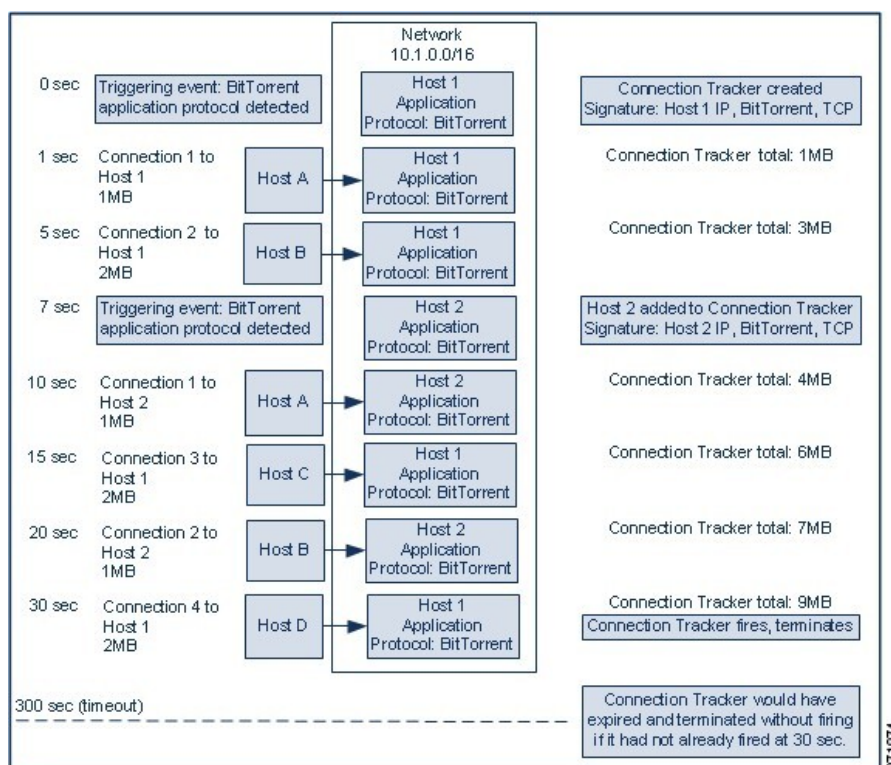 Network
10.1.0.0/16
0 sec
Triggering event: BitTorrent
application protocol detected
Host 1
Application
Protocol: BitTorrent
Connection Tracker created
Signature: Host 1 IP, BitTorrent, TCP
1 sec
Connection 1 to
Host 1
1MB
Host A
Host 1
Application
Protocol: BitTorrent
Connection Tracker total: 1MB
5 sec
Connection 2 to
Host 1
2MB
Host B
Host 1
Application
Protocol: BitTorrent
Connection Tracker total: 3MB
7 sec
Triggering event: BitTorrent
application protocol detected
Host 2
Application
Protocol: BitTorrent
Host 2 added to Connection Tracker
Signature: Host 2 IP, BitTorrent, TCP
10 sec
Connection 1 to
Host 2
1MB
Host A
Host 2
Application
Protocol: BitTorrent
Connection Tracker total: 4MB
15 sec
Connection 3 to
Host 1
2MB
Host C
Host 1
Application
Protocol: BitTorrent
Connection Tracker total: 6MB
20 sec
Connection 2 to
Host 2
1MB
Host B
Host 2
Application
Protocol: BitTorrent
Connection Tracker total: 7MB
30 sec
Connection 4 to
Host 1
2MB
Host D
Host 1
Application
Protocol: BitTorrent
Connection Tracker total: 9MB
Connection Tracker fires, terminates
300 sec (timeout)
Connection Tracker would have
expired and terminated without firing
if it had not already fired at 30 sec.